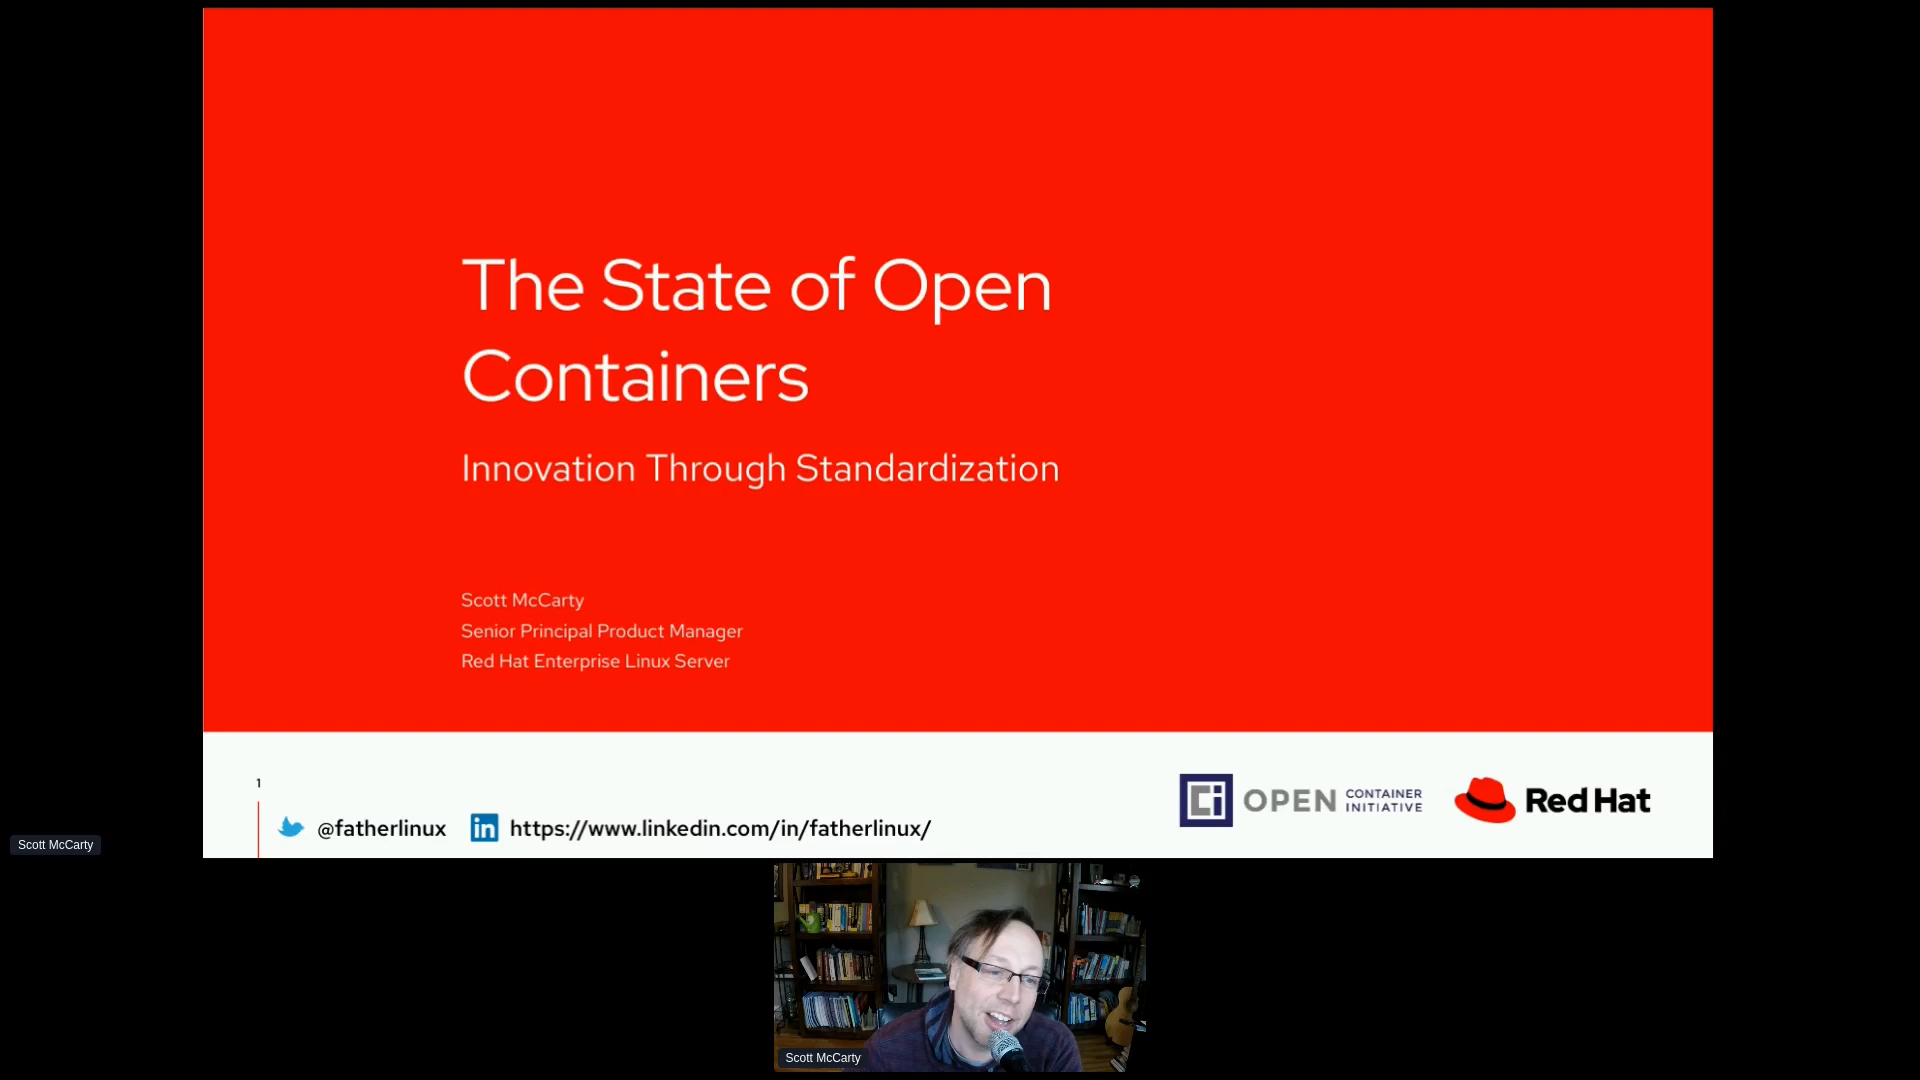 The State of Open
Containers
Innovation Through Standardization
Scott McCarty
Senior Principal Product Manager
Red Hat Enterprise Linux Server
1
@fatherlinux
https://www.linkedin.com/in/fatherlinux/
OPEN CONTAINER INITIATIVE
Red Hat
Scott McCarty
Scott McCarty